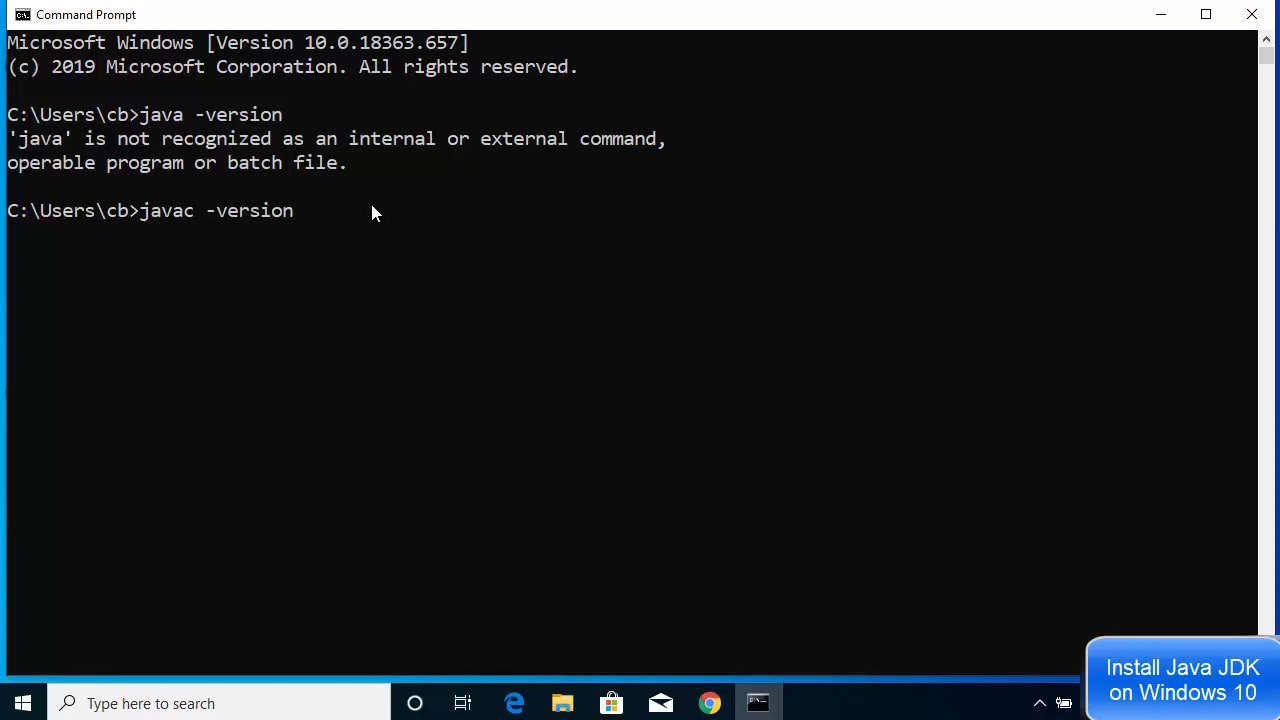 Command Prompt
Microsoft Windows [Version 10.0.18363.657]
(c) 2019 Microsoft Corporation. All rights reserved.
C:\Users\cb>java -version
'java' is not recognized as an internal or external command,
operable program or batch file.
C:\Users\cb>javac -version
Type here to search
Install Java JDK
on Windows 10